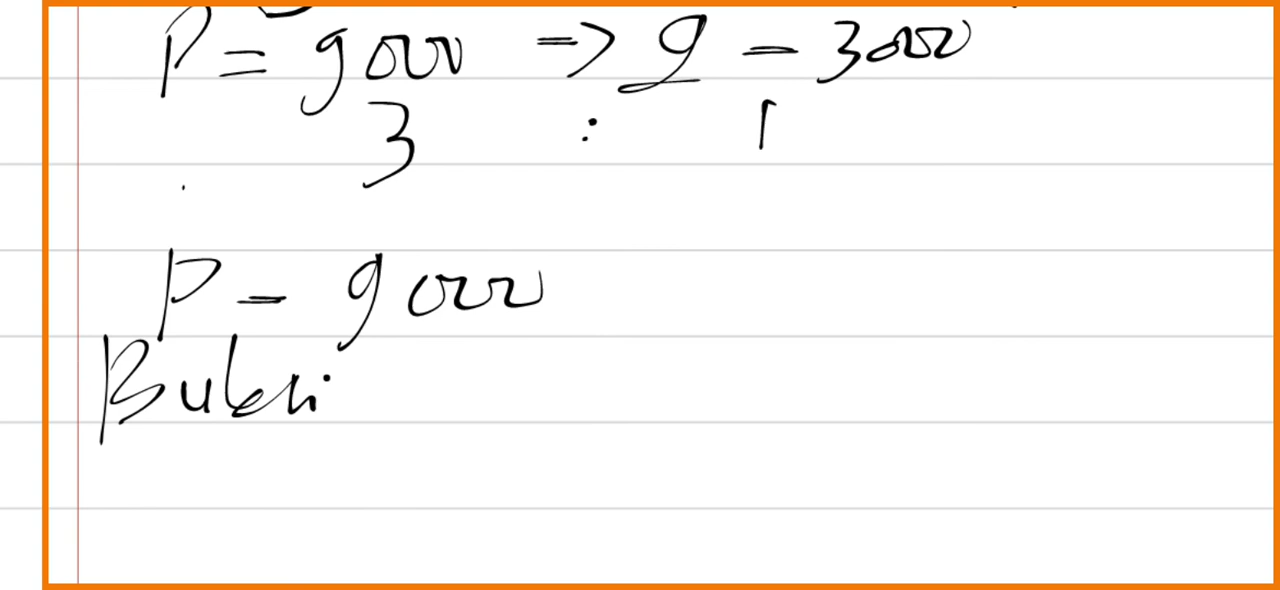 P = 9000 => Q = 3000
3 : 1
P = 9000
Bukti